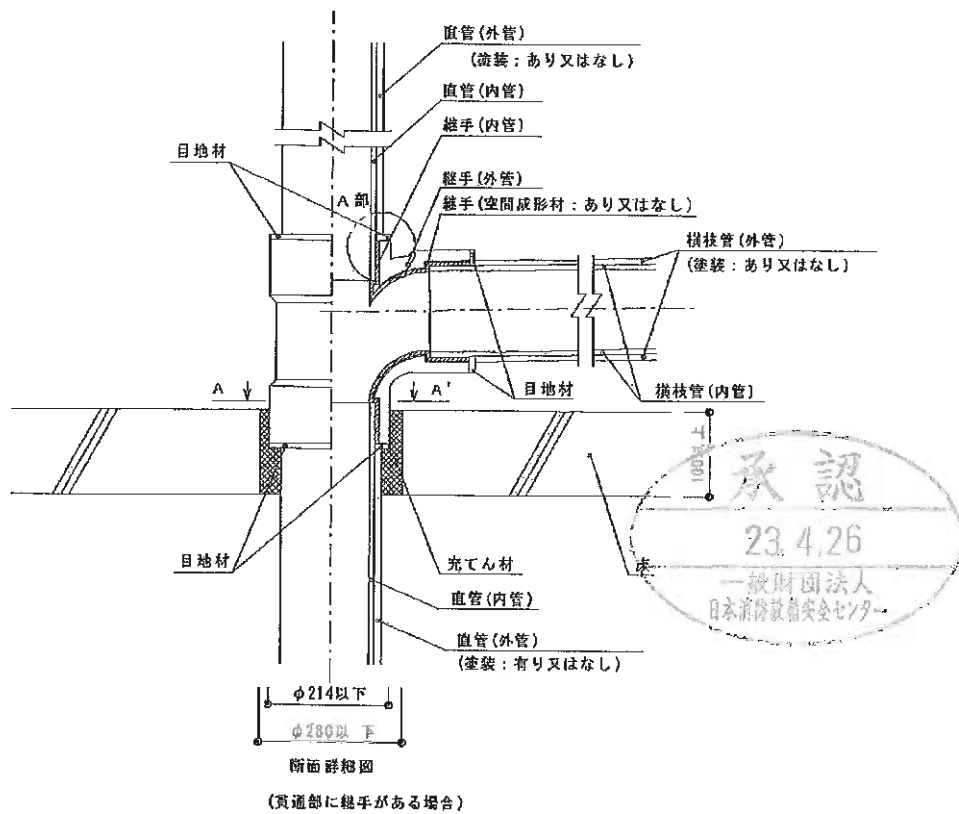 直管(外管)
(塗装：あり又はなし)
直管(内管)
継手(内管)
目地材
継手(外管)
A部
継手(空間成形材：あり又はなし)
横枝管(外管)
(塗装：あり又はなし)
A
A'
目地材
横枝管(内管)
承認
23.4.26
一般財団法人
日本消防設備安全センター
目地材
充てん材
床
直管(内管)
直管(外管)
(塗装：有り又はなし)
φ214以下
φ280以下
断面詳細図
(貫通部に継手がある場合)